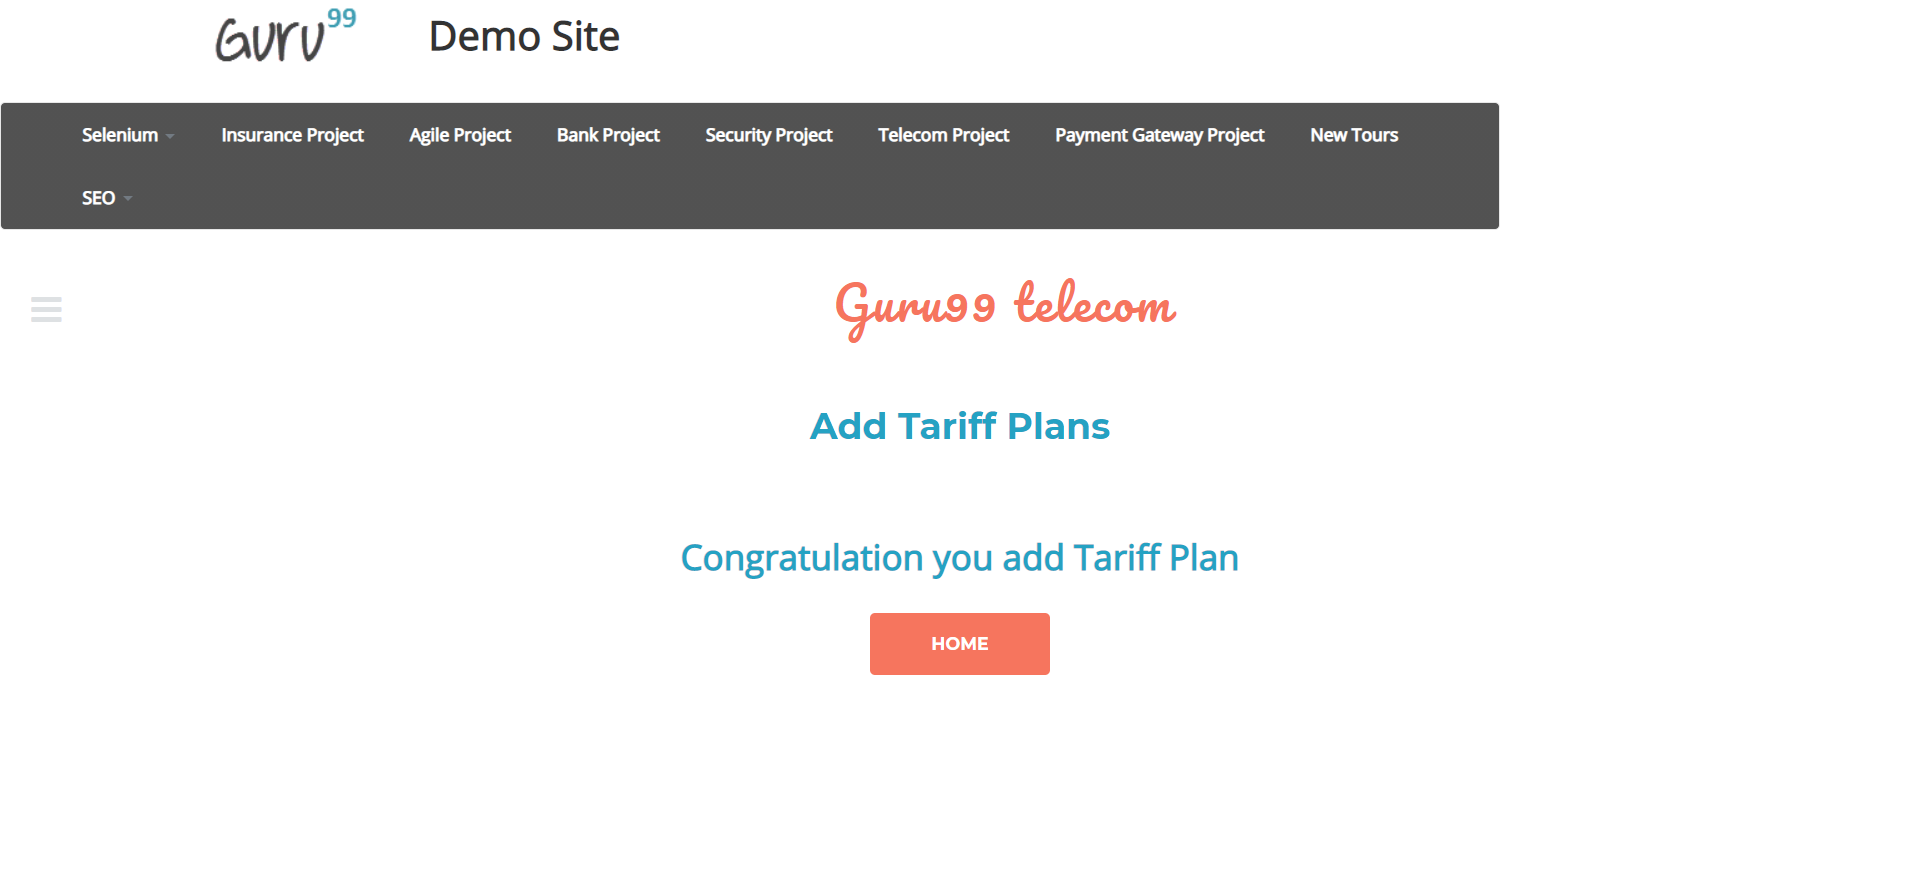 Guru99 Demo Site
Selenium Insurance Project Agile Project Bank Project Security Project Telecom Project Payment Gateway Project New Tours
SEO
Guru99 telecom
Add Tariff Plans
Congratulation you add Tariff Plan
HOME